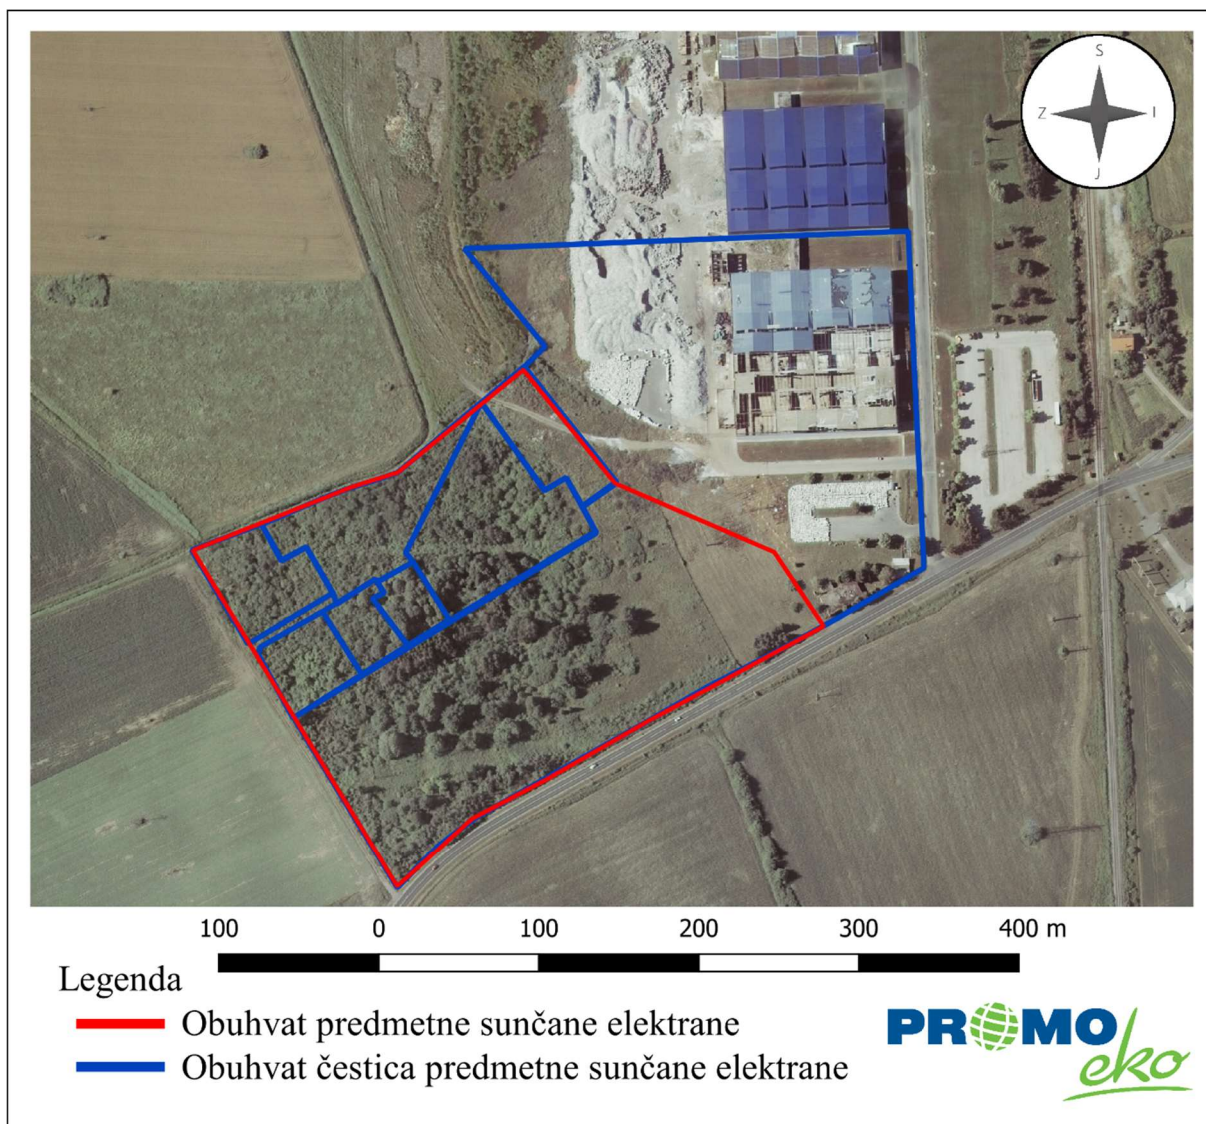 S
Z I
J
100 0 100 200 300 400 m
Legenda
Obuhvat predmetne sunčane elektrane
Obuhvat čestica predmetne sunčane elektrane
PROMO
eko